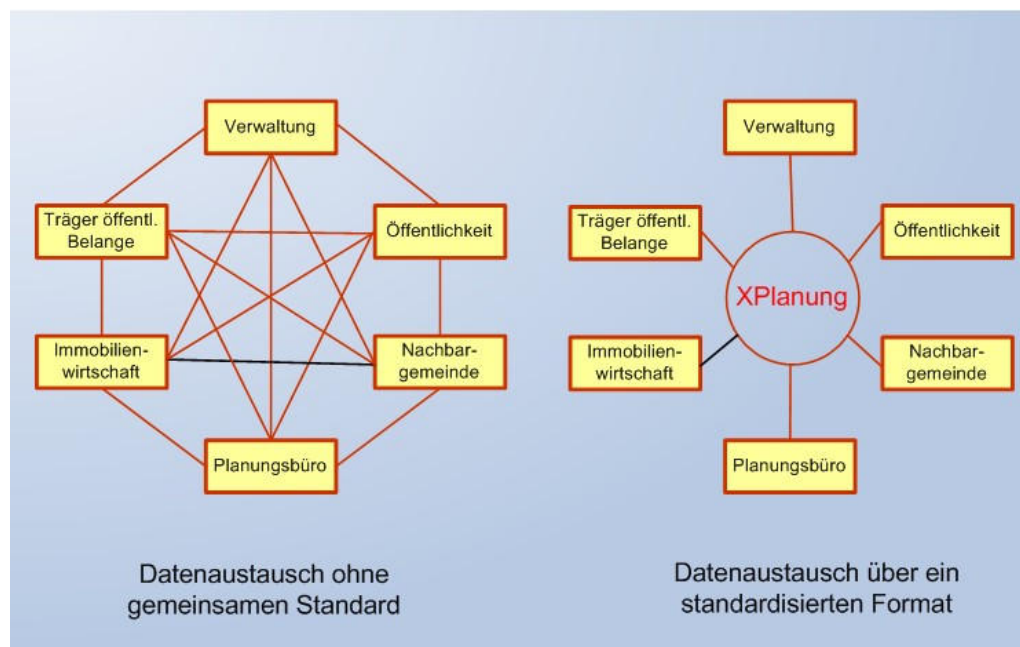 Verwaltung
Träger öffentl.
Belange
Öffentlichkeit
Immobilien-
wirtschaft
Nachbar-
gemeinde
Planungsbüro
Datenaustausch ohne
gemeinsamen Standard
Verwaltung
Träger öffentl.
Belange
Öffentlichkeit
XPlanung
Immobilien-
wirtschaft
Nachbar-
gemeinde
Planungsbüro
Datenaustausch über ein
standardisierten Format